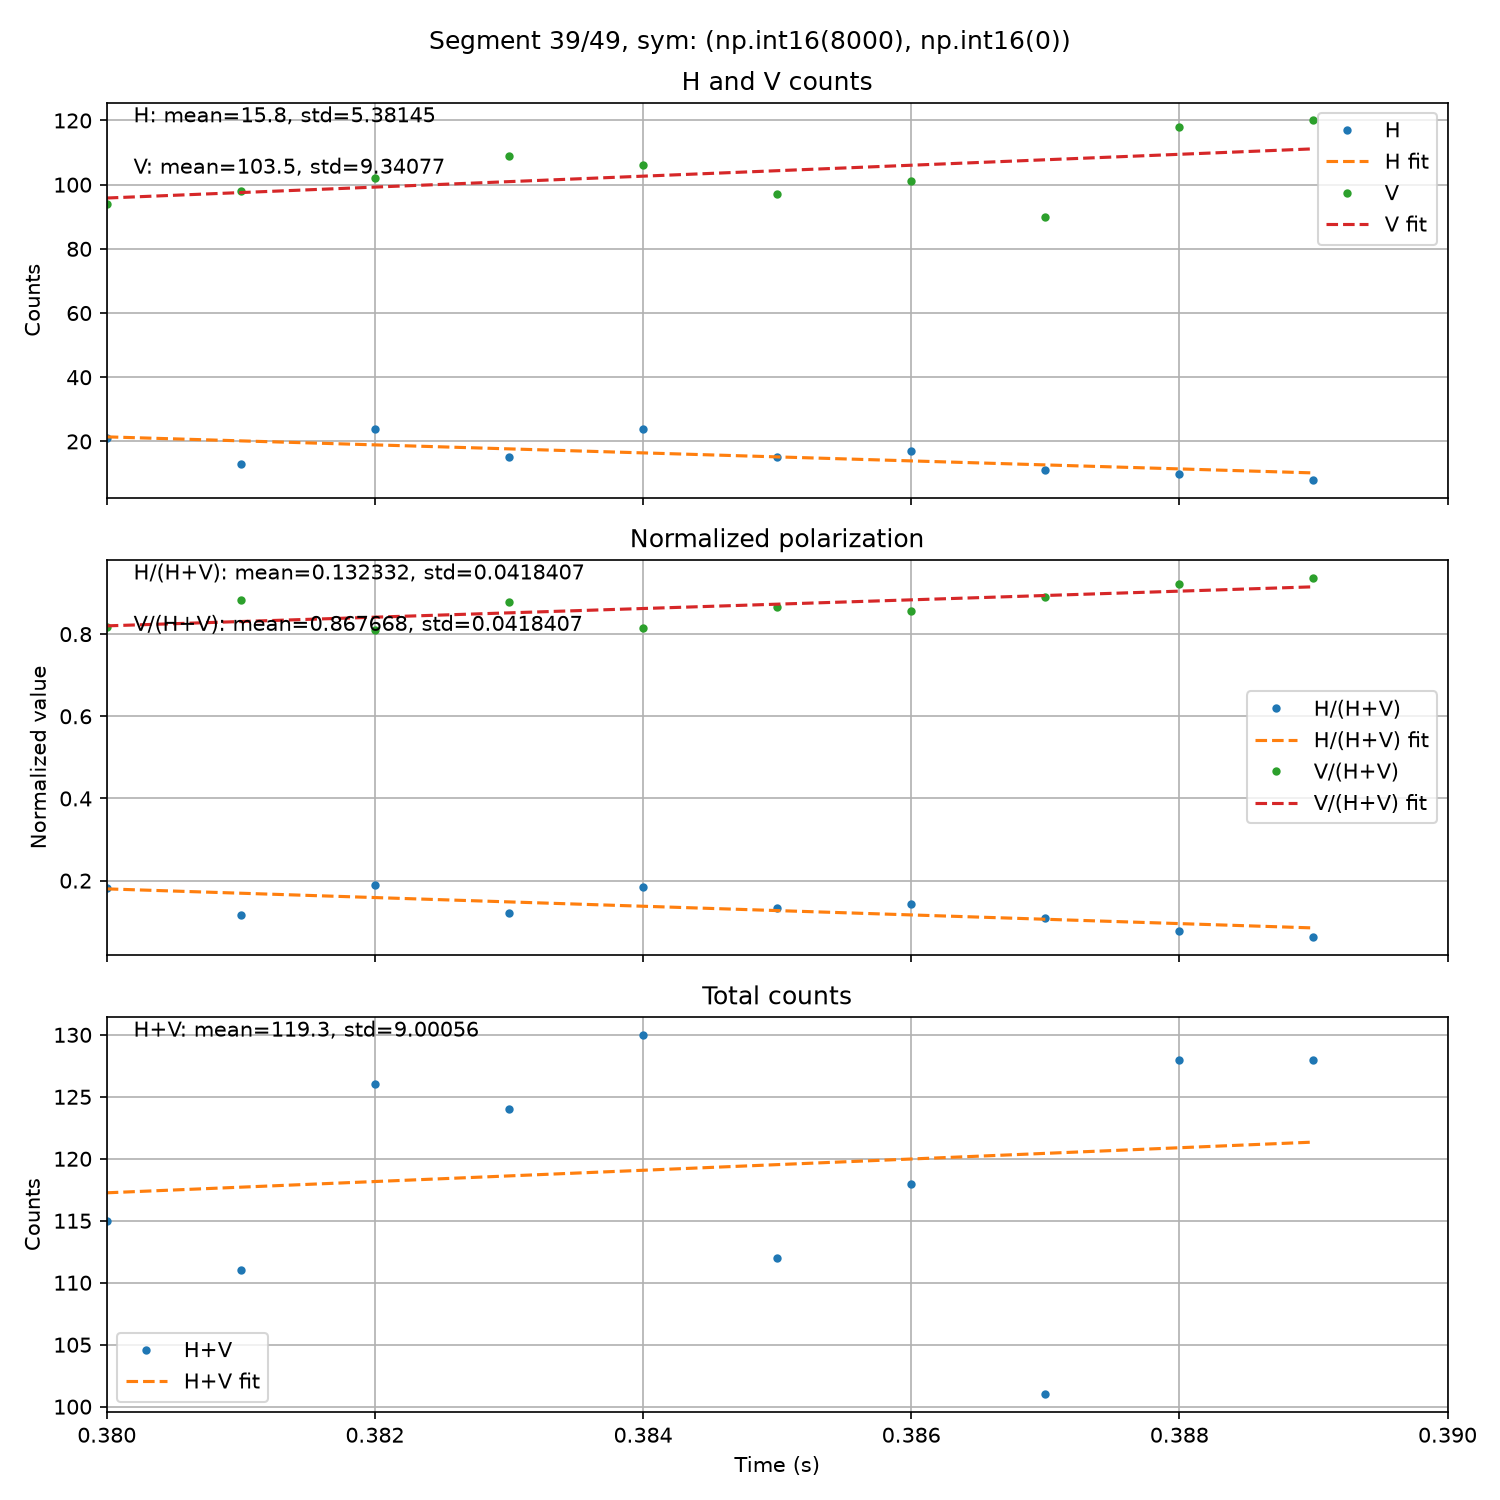 Segment 39/49, sym: (np.int16(8000), np.int16(0))
H and V counts
H: mean=15.8, std=5.38145
V: mean=103.5, std=9.34077
120
100
80
60
40
20
Counts
H
H fit
V
V fit
Normalized polarization
H/(H+V): mean=0.132332, std=0.0418407
V/(H+V): mean=0.867668, std=0.0418407
0.8
0.6
0.4
0.2
Normalized value
H/(H+V)
H/(H+V) fit
V/(H+V)
V/(H+V) fit
Total counts
H+V: mean=119.3, std=9.00056
130
125
120
115
110
105
100
Counts
H+V
H+V fit
0.380 0.382 0.384 0.386 0.388 0.390
Time (s)